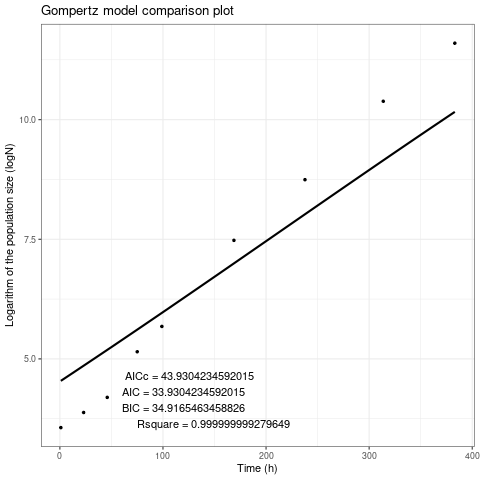 Gompertz model comparison plot
Logarithm of the population size (logN)
10.0
7.5
5.0
AICc = 43.9304234592015
AIC = 33.9304234592015
BIC = 34.9165463458826
Rsquare = 0.999999999279649
0 100 200 300 400
Time (h)